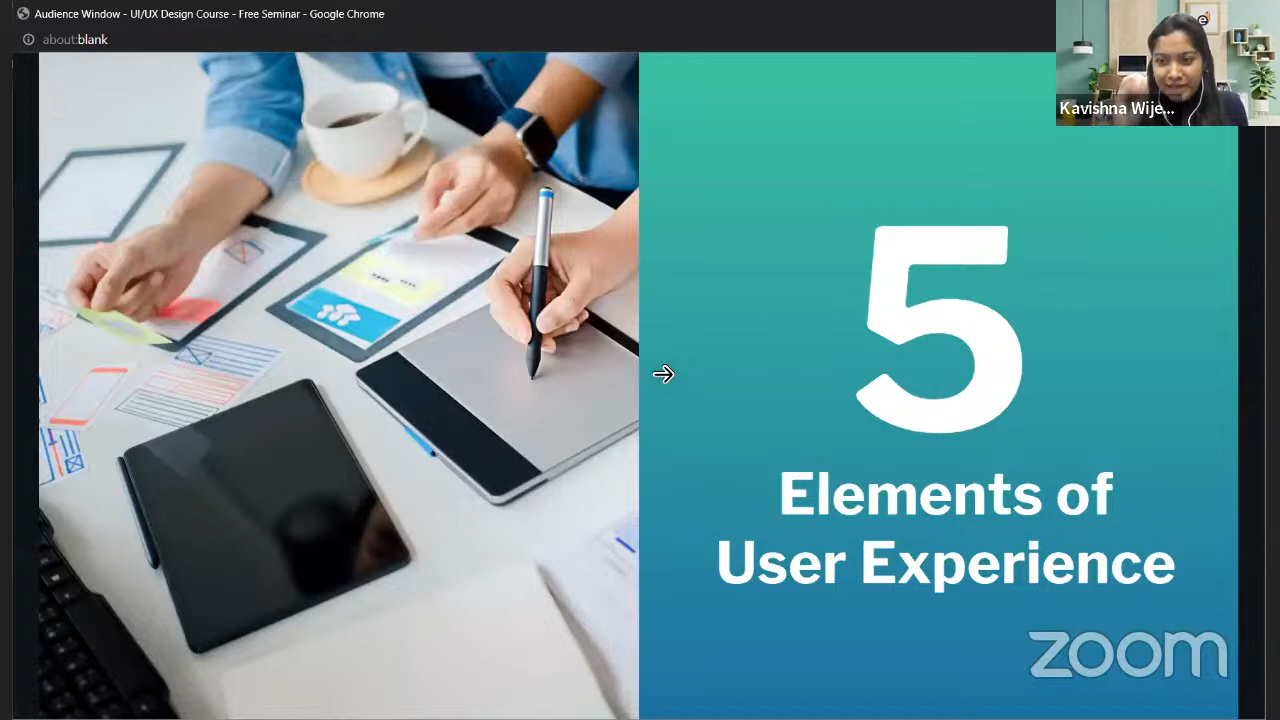 Audience Window - UI/UX Design Course - Free Seminar - Google Chrome
about:blank
Kavishna Wije...
5
Elements of
User Experience
zoom